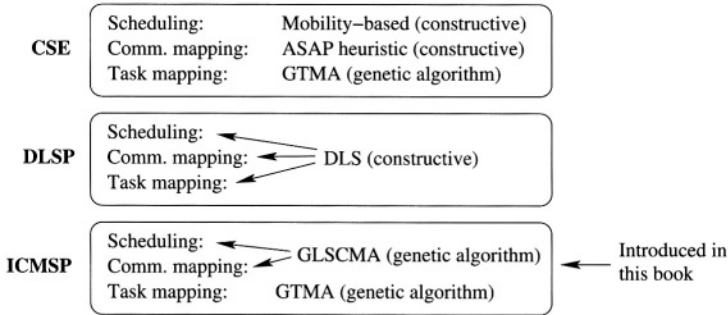 CSE
Scheduling: Mobility−based (constructive)
Comm. mapping: ASAP heuristic (constructive)
Task mapping: GTMA (genetic algorithm)
DLSP
Scheduling:
Comm. mapping: DLS (constructive)
Task mapping:
ICMSP
Scheduling:
GLSCMA (genetic algorithm)
Comm. mapping:
Task mapping: GTMA (genetic algorithm)
Introduced in
this book